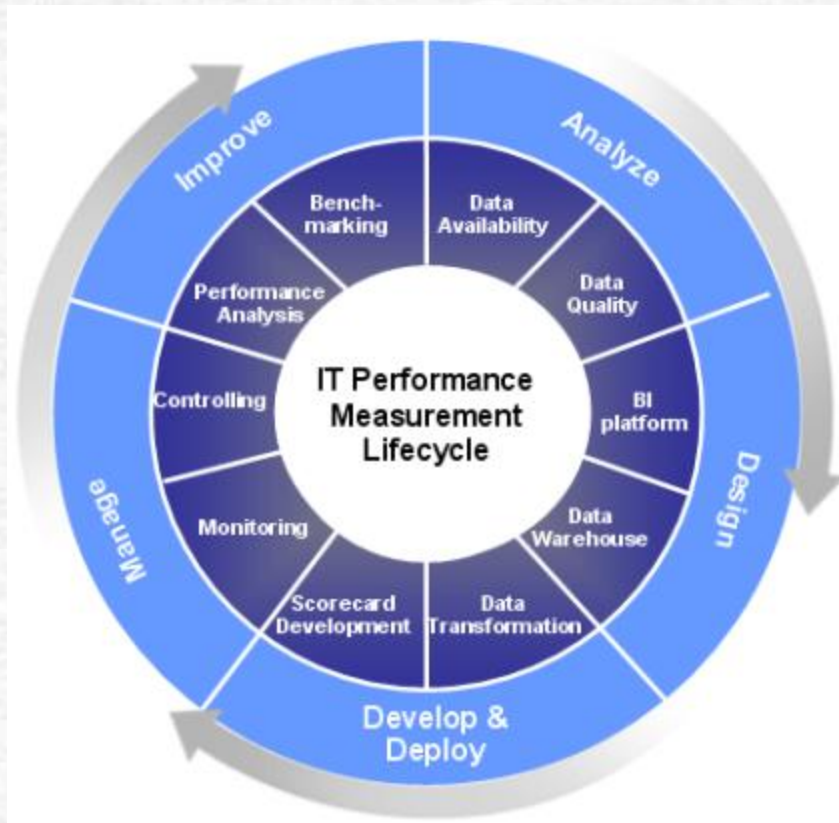 Improve
Analyze
Bench-
marking
Data
Availability
Performance
Analysis
Data
Quality
IT Performance
Measurement
Lifecycle
Controlling
BI
platform
Manage
Design
Monitoring
Data
Warehouse
Scorecard
Development
Data
Transformation
Develop &
Deploy